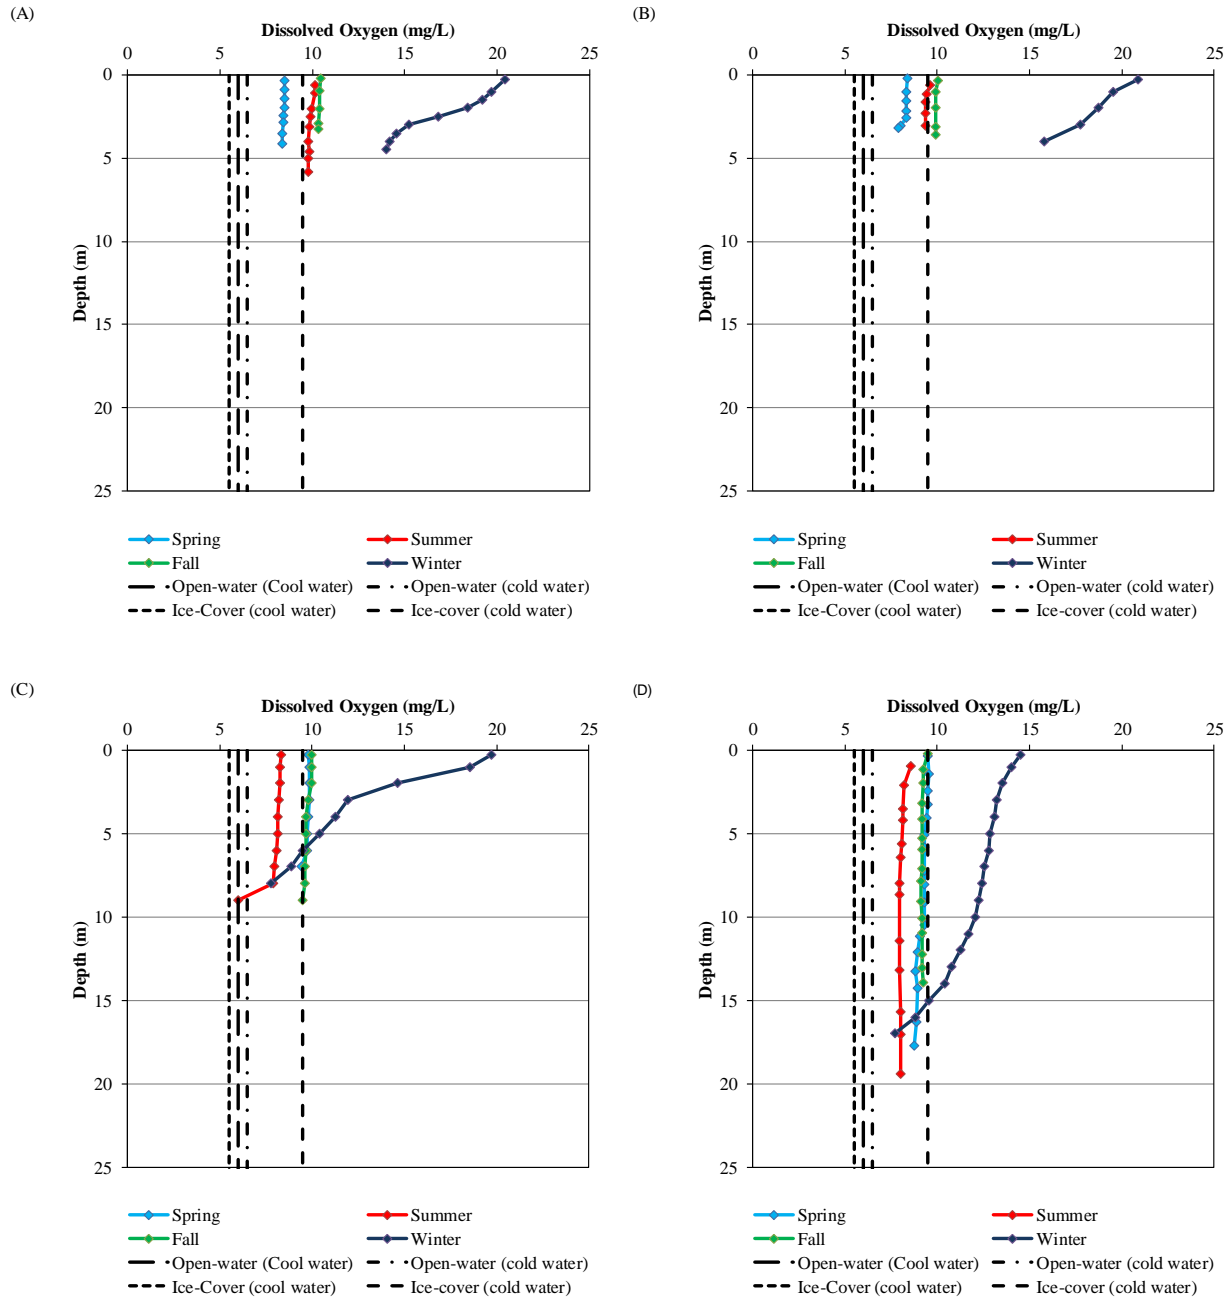 (A)
Dissolved Oxygen (mg/L)
0 5 10 15 20 25
0
5
10
15
20
25
Depth (m)
Spring Summer
Fall Winter
Open-water (Cool water) Open-water (cold water)
Ice-Cover (cool water) Ice-cover (cold water)
(B)
Dissolved Oxygen (mg/L)
0 5 10 15 20 25
0
5
10
15
20
25
Depth (m)
Spring Summer
Fall Winter
Open-water (Cool water) Open-water (cold water)
Ice-Cover (cool water) Ice-cover (cold water)
(C)
Dissolved Oxygen (mg/L)
0 5 10 15 20 25
0
5
10
15
20
25
Depth (m)
Spring Summer
Fall Winter
Open-water (Cool water) Open-water (cold water)
Ice-Cover (cool water) Ice-cover (cold water)
(D)
Dissolved Oxygen (mg/L)
0 5 10 15 20 25
0
5
10
15
20
25
Depth (m)
Spring Summer
Fall Winter
Open-water (Cool water) Open-water (cold water)
Ice-Cover (cool water) Ice-cover (cold water)